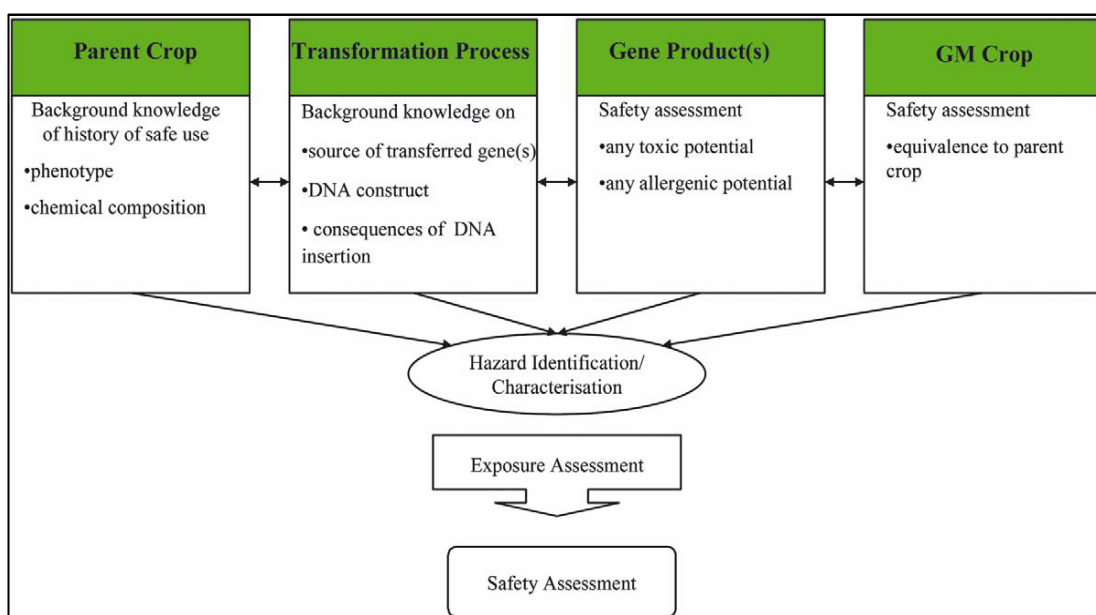 Parent Crop
Background knowledge
of history of safe use
•phenotype
•chemical composition
Transformation Process
Background knowledge on
•source of transferred gene(s)
•DNA construct
• consequences of DNA
insertion
Gene Product(s)
Safety assessment
•any toxic potential
•any allergenic potential
GM Crop
Safety assessment
•equivalence to parent
crop
Hazard Identification/
Characterisation
Exposure Assessment
Safety Assessment